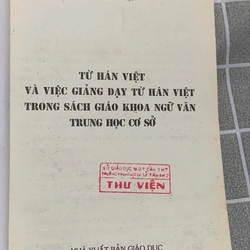 TỪ HÁN VIỆT
VÀ VIỆC GIẢNG DẠY TỪ HÁN VIỆT
TRONG SÁCH GIÁO KHOA NGỮ VĂN
TRUNG HỌC CƠ SỞ
THƯ VIỆN
NHÀ XUẤT BẢN GIÁO DỤC